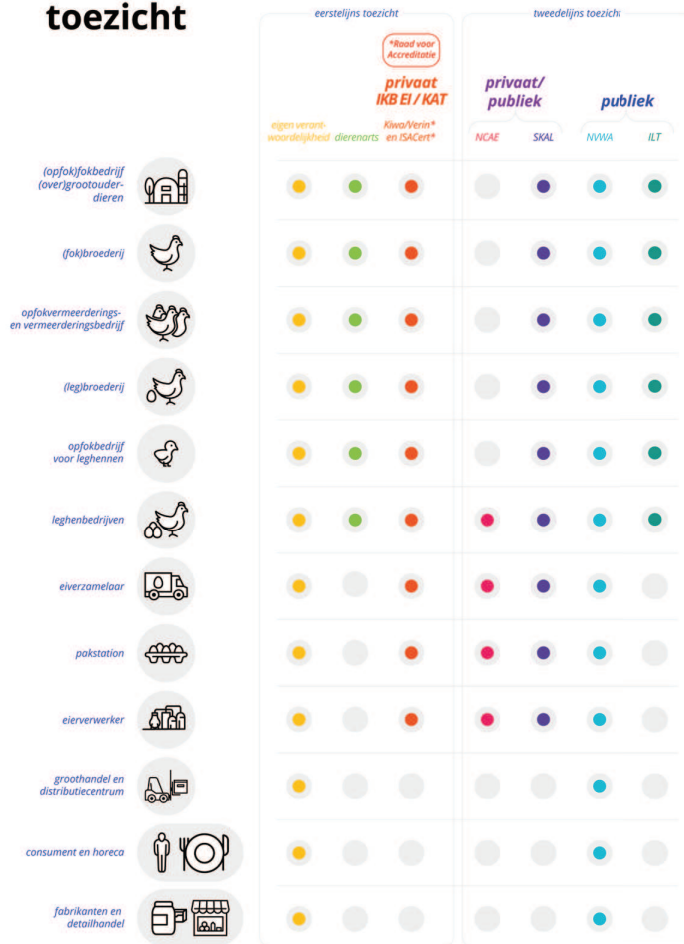 toezicht
eerstelijns toezicht
tweedelijns toezicht
*Raad voor
Accreditatie
privaat
IKB EI / KAT
privaat/
publiek
publiek
eigen verant-
woordelijkheid
dierenarts
Kiwa/Verin*
en ISACert*
NCAE
SKAL
NVWA
ILT
(opfok)fokbedrijf
(over)grootouder-
dieren
(fok)broederij
opfokvermeerderings-
en vermeerderingsbedrijf
(leg)broederij
opfokbedrijf
voor leghennen
leghenbedrijven
eiverzamelaar
pakstation
eierverwerker
groothandel en
distributiecentrum
consument en horeca
fabrikanten en
detailhandel